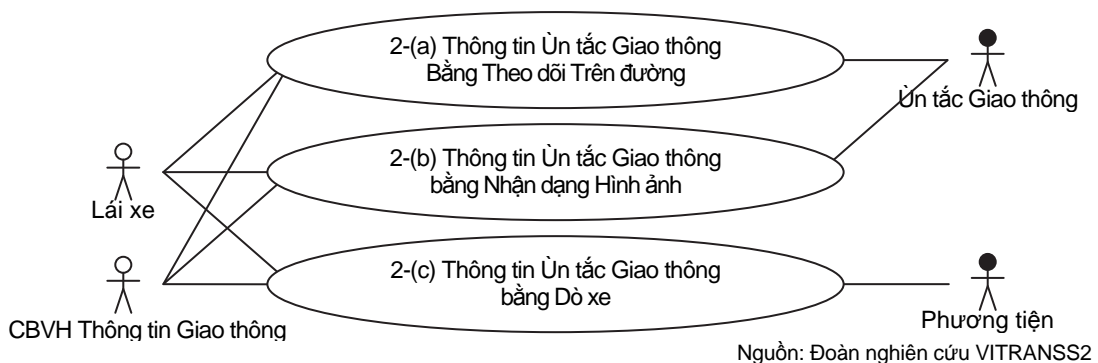 2-(a) Thông tin Ùn tắc Giao thông
Bằng Theo dõi Trên đường
Ùn tắc Giao thông
2-(b) Thông tin Ùn tắc Giao thông
bằng Nhận dạng Hình ảnh
Lái xe
2-(c) Thông tin Ùn tắc Giao thông
bằng Dò xe
CBVH Thông tin Giao thông
Phương tiện
Nguồn: Đoàn nghiên cứu VITRANSS2